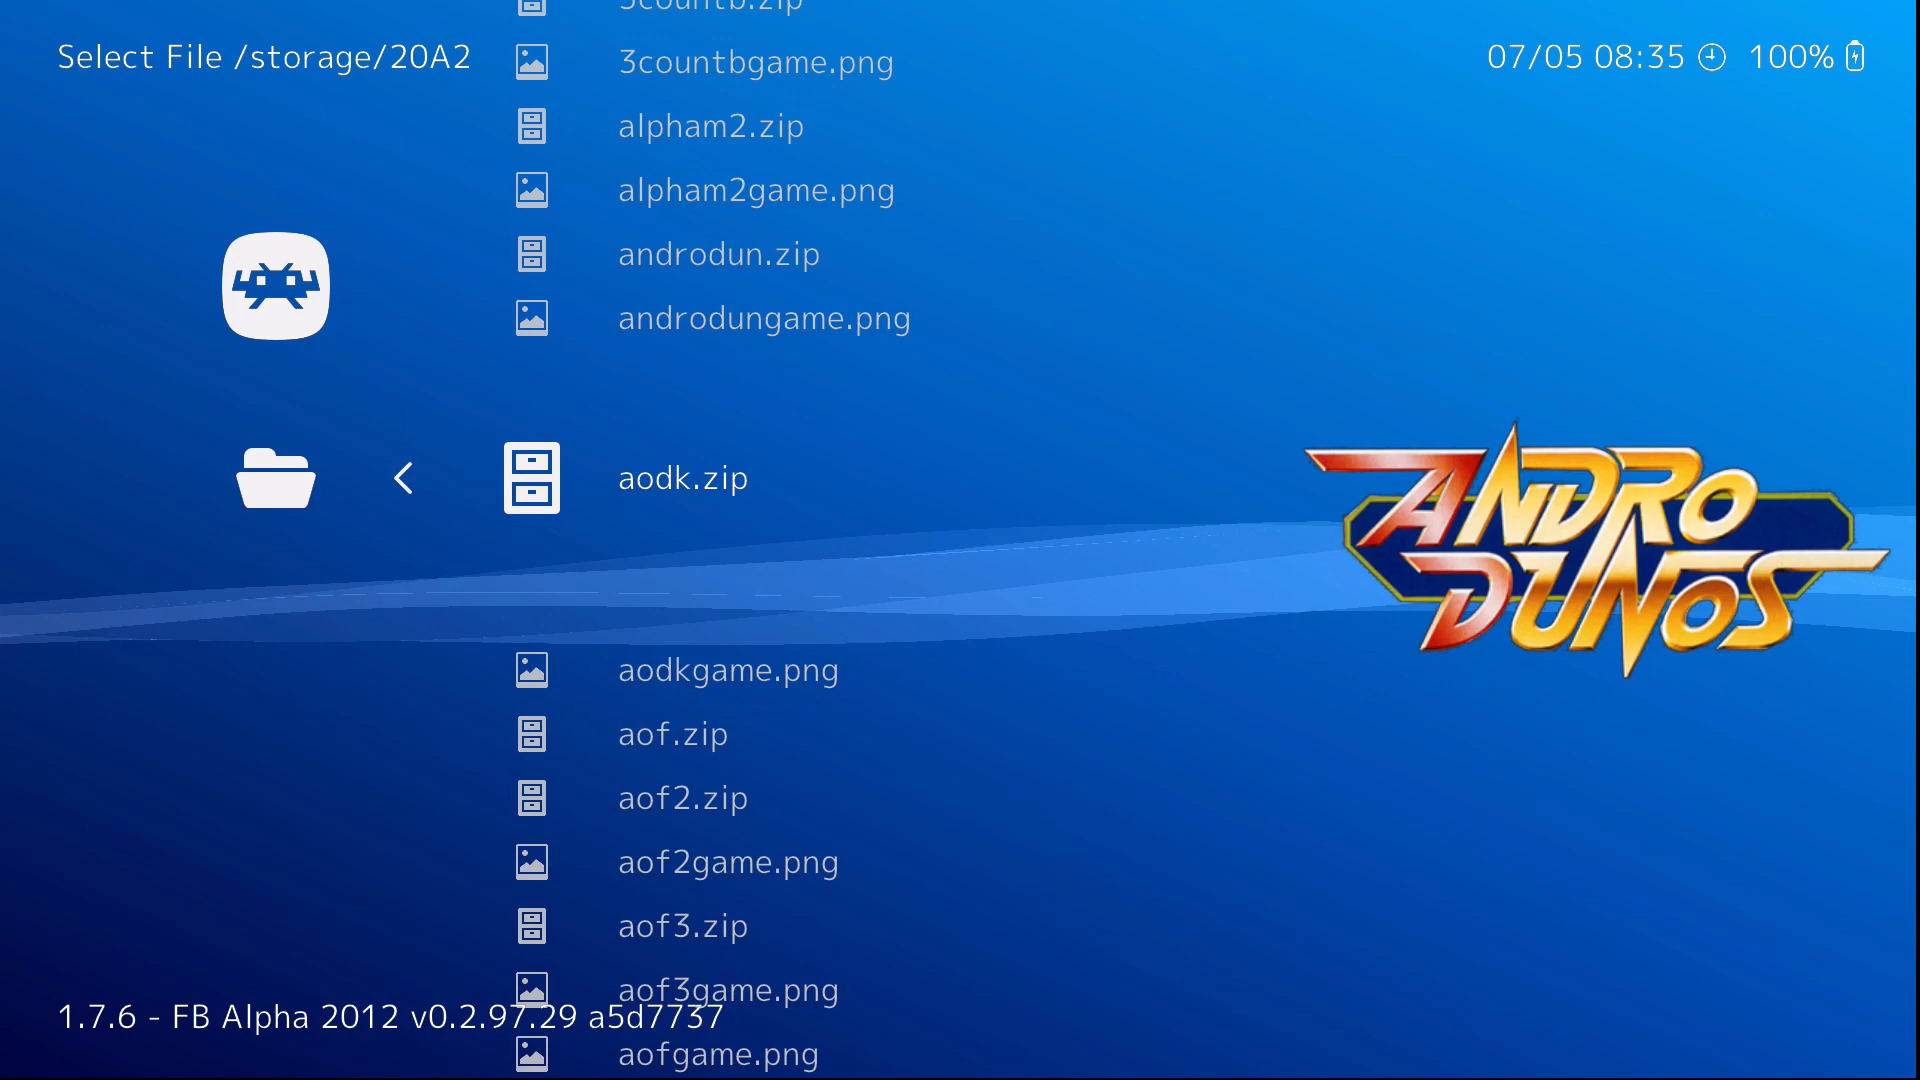 3countb.zip
Select File /storage/20A2
3countbgame.png
07/05 08:35
100%
alpham2.zip
alpham2game.png
androdun.zip
androdungame.png
aodk.zip
ANDRO
DUNOS
aodkgame.png
aof.zip
aof2.zip
aof2game.png
aof3.zip
aof3game.png
1.7.6 - FB Alpha 2012 v0.2.97.29 a5d7737
aofgame.png